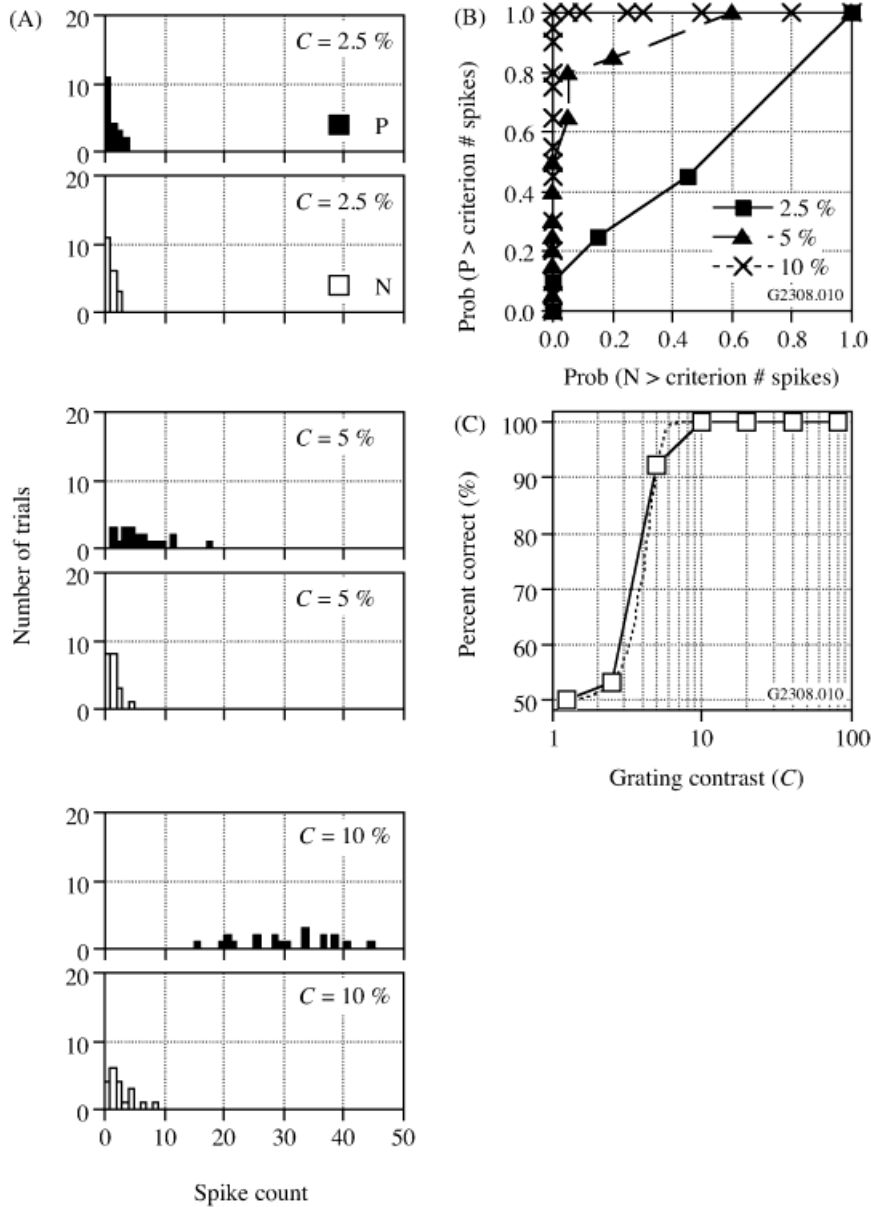 (A)
20
10
0
C = 2.5 %
P
20
10
0
C = 2.5 %
N
20
10
0
C = 5 %
20
10
0
C = 5 %
20
10
0
C = 10 %
20
10
0
C = 10 %
0 10 20 30 40 50
Spike count
Number of trials
(B)
1.0
0.8
0.6
0.4
0.2
0.0
Prob (P > criterion # spikes)
2.5 %
5 %
10 %
G2308.010
0.0 0.2 0.4 0.6 0.8 1.0
Prob (N > criterion # spikes)
(C)
100
90
80
70
60
50
Percent correct (%)
G2308.010
1 10 100
Grating contrast (C)